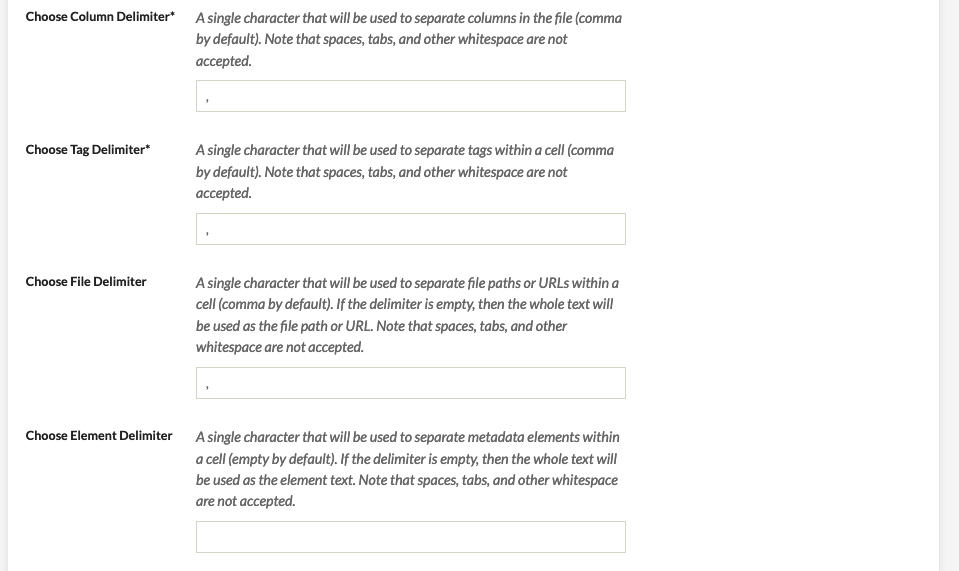 Choose Column Delimiter*
A single character that will be used to separate columns in the file (comma
by default). Note that spaces, tabs, and other whitespace are not
accepted.
,
Choose Tag Delimiter*
A single character that will be used to separate tags within a cell (comma
by default). Note that spaces, tabs, and other whitespace are not
accepted.
,
Choose File Delimiter
A single character that will be used to separate file paths or URLs within a
cell (comma by default). If the delimiter is empty, then the whole text will
be used as the file path or URL. Note that spaces, tabs, and other
whitespace are not accepted.
,
Choose Element Delimiter
A single character that will be used to separate metadata elements within
a cell (empty by default). If the delimiter is empty, then the whole text will
be used as the element text. Note that spaces, tabs, and other whitespace
are not accepted.